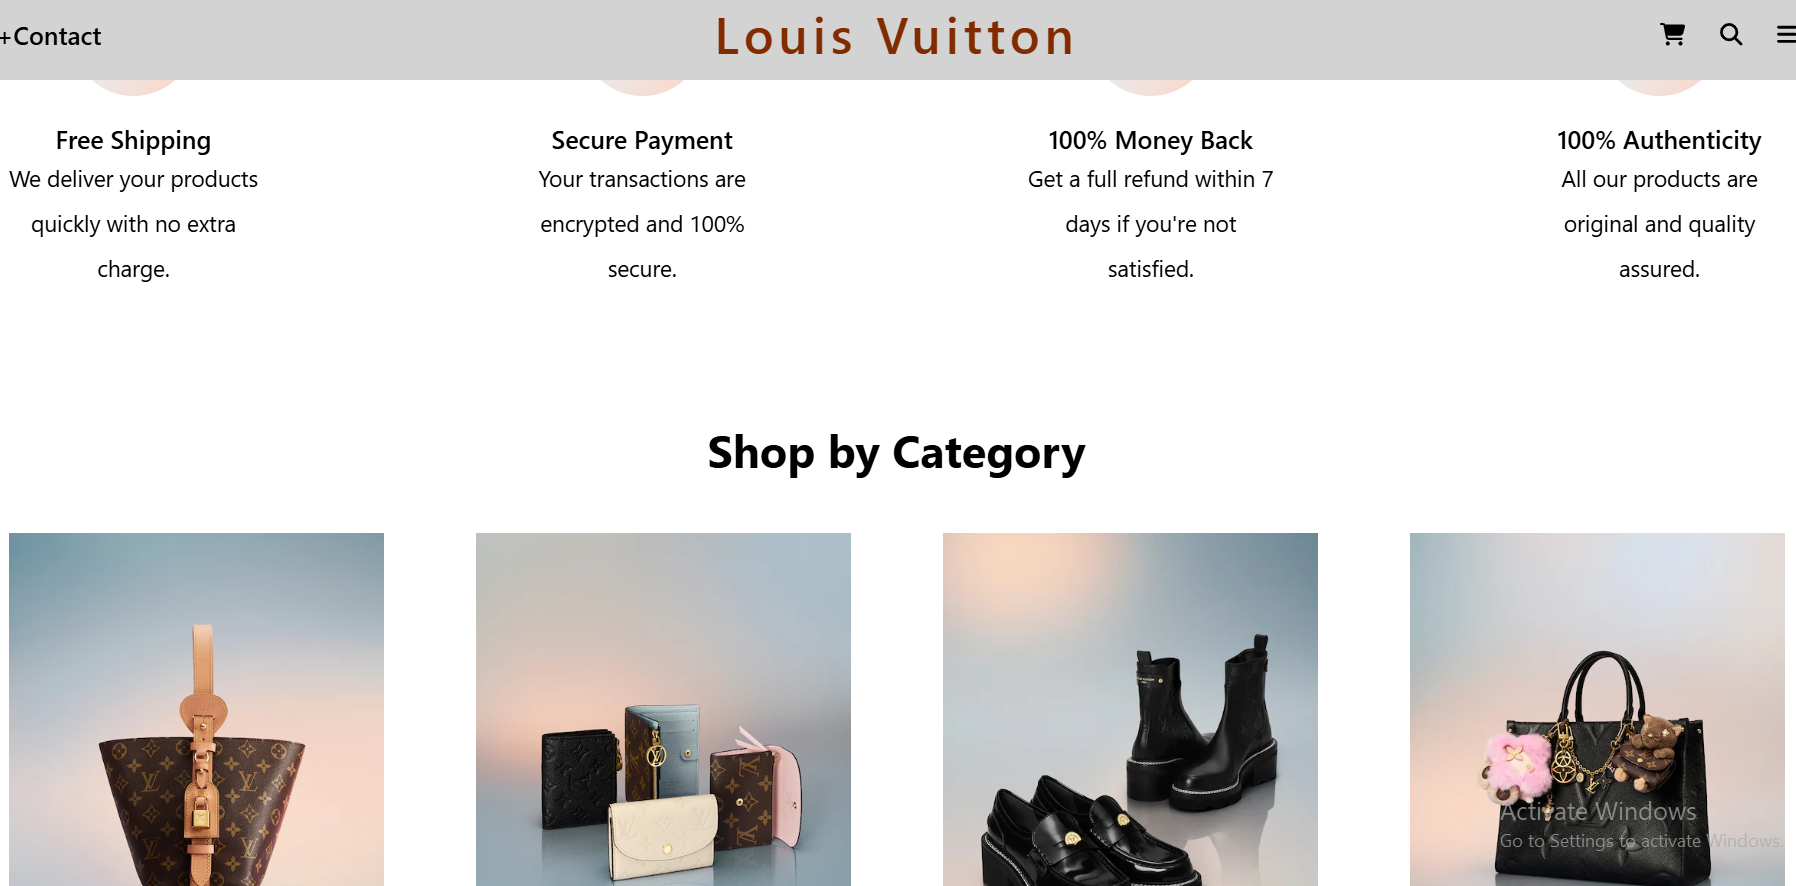 +Contact
Louis Vuitton
Free Shipping
We deliver your products
quickly with no extra
charge.
Secure Payment
Your transactions are
encrypted and 100%
secure.
100% Money Back
Get a full refund within 7
days if you're not
satisfied.
100% Authenticity
All our products are
original and quality
assured.
Shop by Category
Activate Windows
Go to Settings to activate Windows.